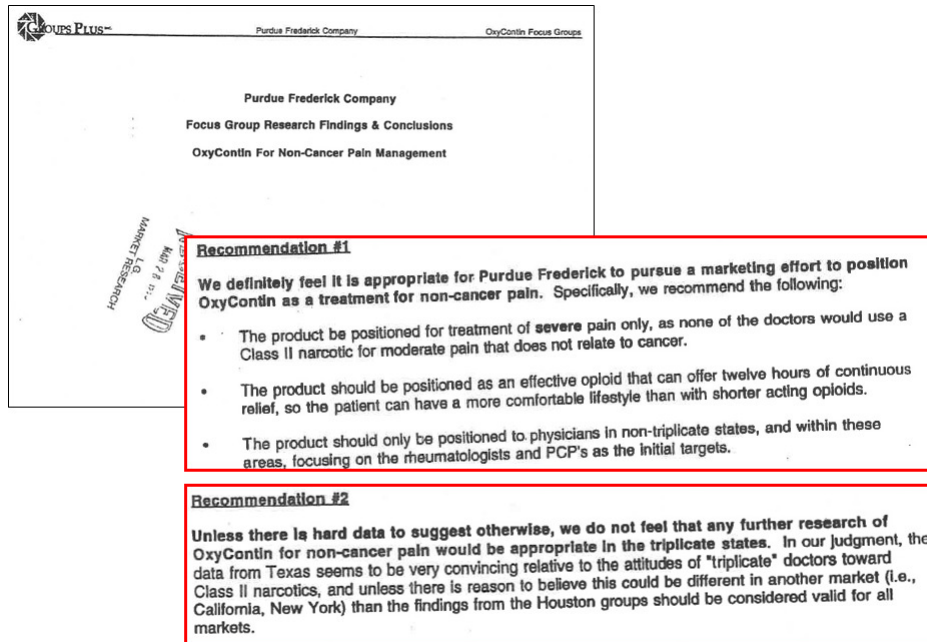 GROUPS PLUS
Purdue Frederick Company
OxyContin Focus Groups
Purdue Frederick Company
Focus Group Research Findings & Conclusions
OxyContin For Non-Cancer Pain Management
RECEIVED
MAR 28
L.G.
MARKET RESEARCH
Recommendation #1
We definitely feel it is appropriate for Purdue Frederick to pursue a marketing effort to position
OxyContin as a treatment for non-cancer pain. Specifically, we recommend the following:
• The product be positioned for treatment of severe pain only, as none of the doctors would use a
Class II narcotic for moderate pain that does not relate to cancer.
• The product should be positioned as an effective opioid that can offer twelve hours of continuous
relief, so the patient can have a more comfortable lifestyle than with shorter acting opioids.
• The product should only be positioned to physicians in non-triplicate states, and within these
areas, focusing on the rheumatologists and PCP's as the initial targets.
Recommendation #2
Unless there is hard data to suggest otherwise, we do not feel that any further research of
OxyContin for non-cancer pain would be appropriate in the triplicate states. In our judgment, the
data from Texas seems to be very convincing relative to the attitudes of "triplicate" doctors toward
Class II narcotics, and unless there is reason to believe this could be different in another market (i.e.,
California, New York) than the findings from the Houston groups should be considered valid for all
markets.